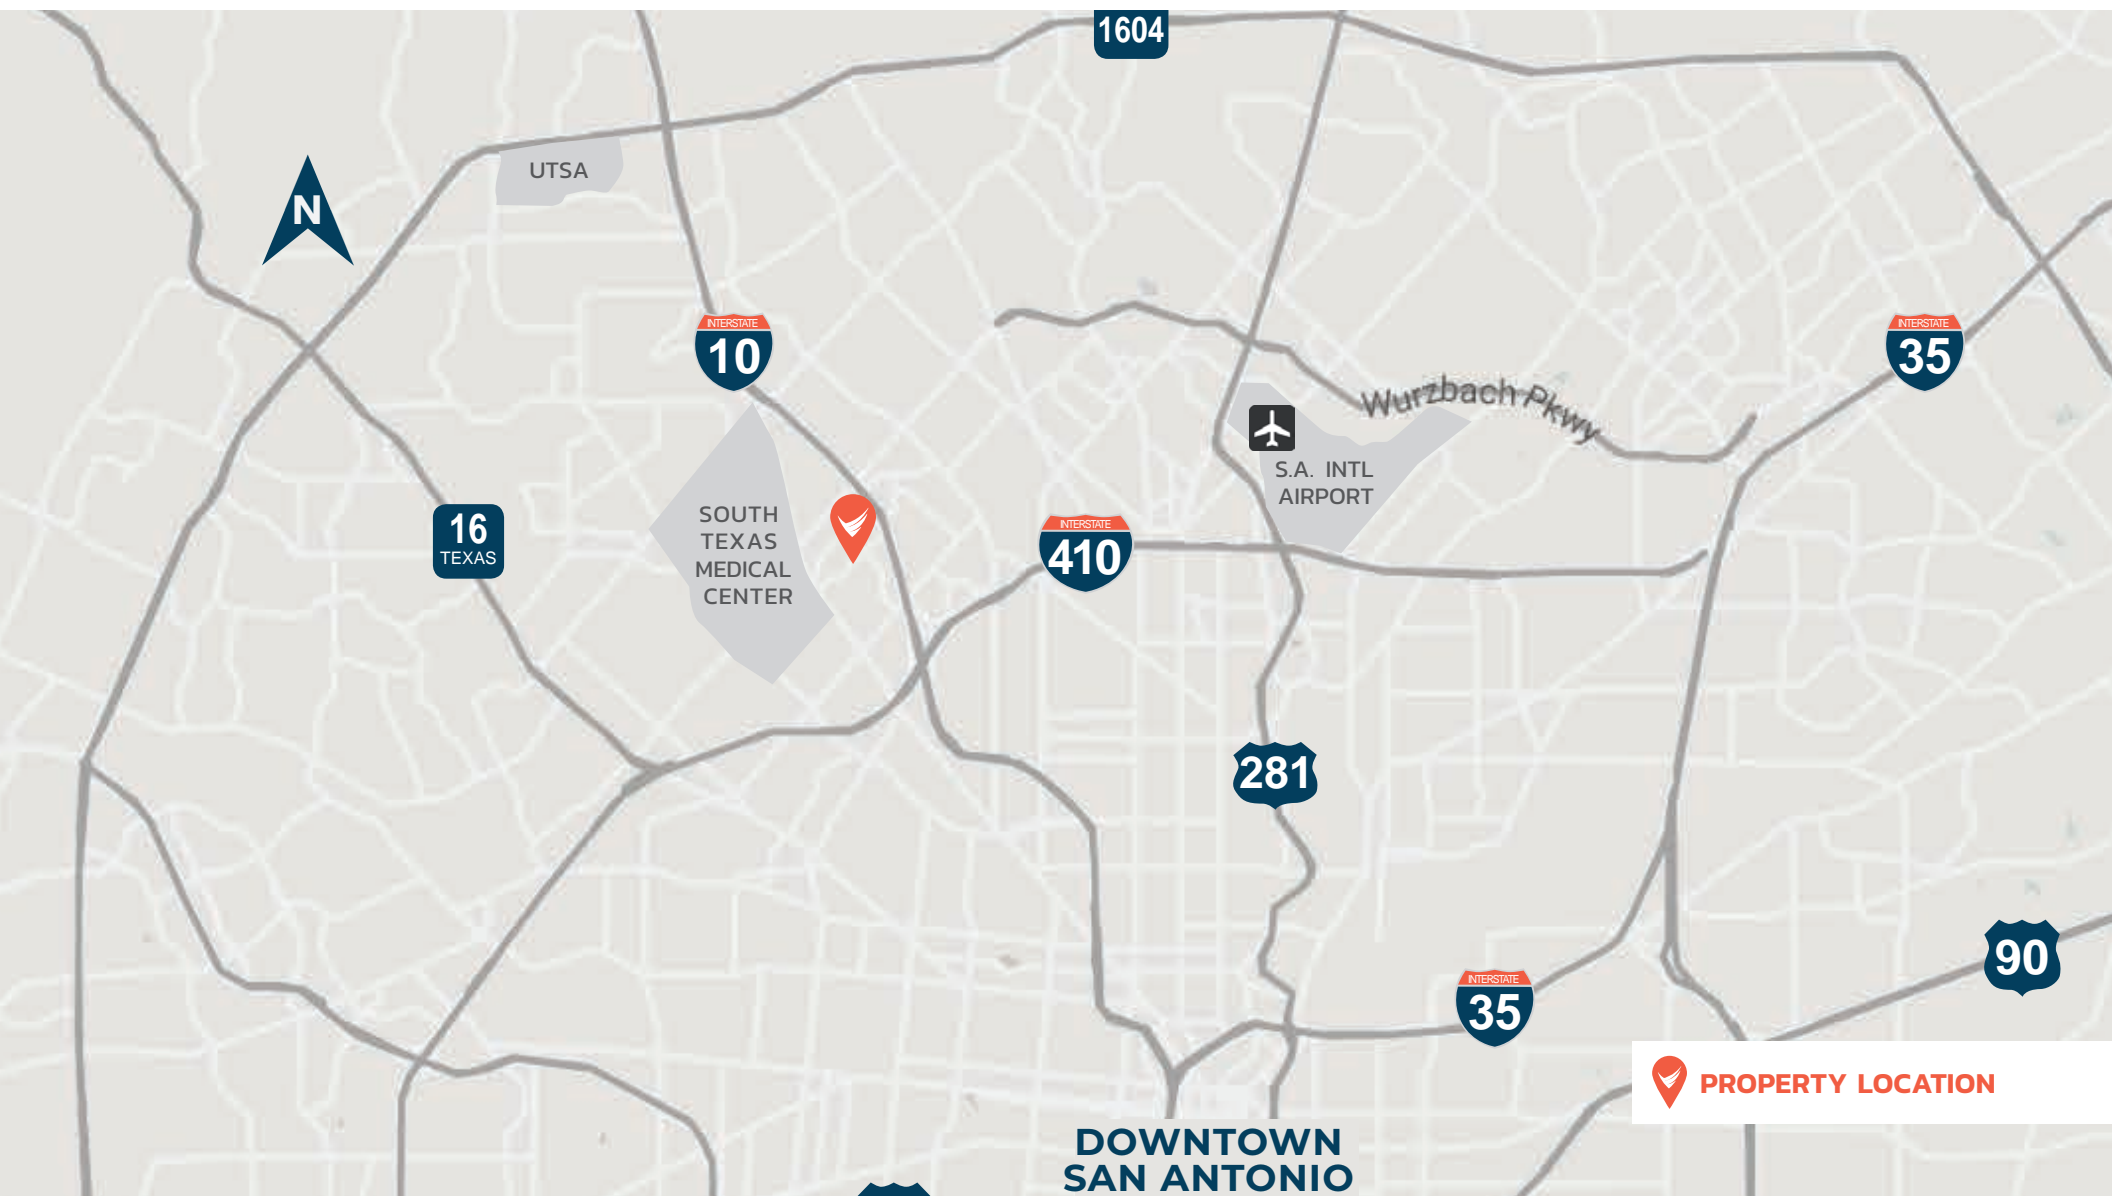 1604
UTSA
N
INTERSTATE
10
INTERSTATE
35
Wurzbach Pkwy
S.A. INTL
AIRPORT
SOUTH
TEXAS
MEDICAL
CENTER
16
TEXAS
INTERSTATE
410
281
90
INTERSTATE
35
PROPERTY LOCATION
DOWNTOWN
SAN ANTONIO